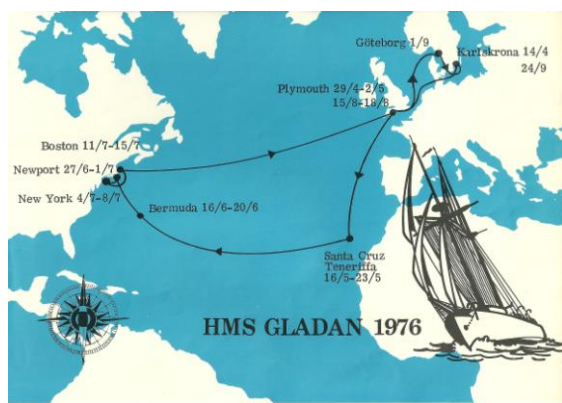 Göteborg 1/9
Karlskrona 14/4
24/9
Plymouth 29/4-2/5
15/8-18/8
Boston 11/7-15/7
Newport 27/6-1/7
New York 4/7-8/7
Bermuda 16/6-20/6
Santa Cruz
Teneriffa
16/5-23/5
HMS GLADAN 1976